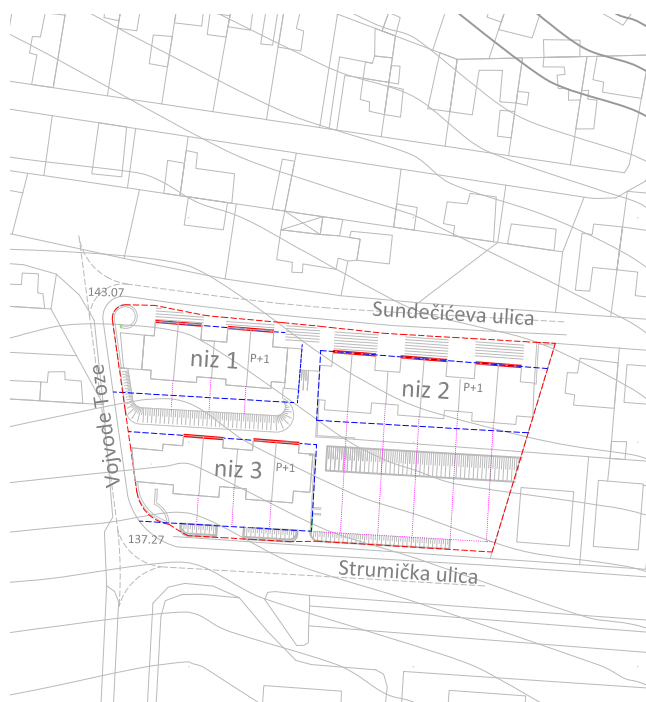 143.07
Sundečićeva ulica
niz 1
P+1
niz 2
P+1
Vojvode Toze
niz 3
P+1
137.27
Strumička ulica